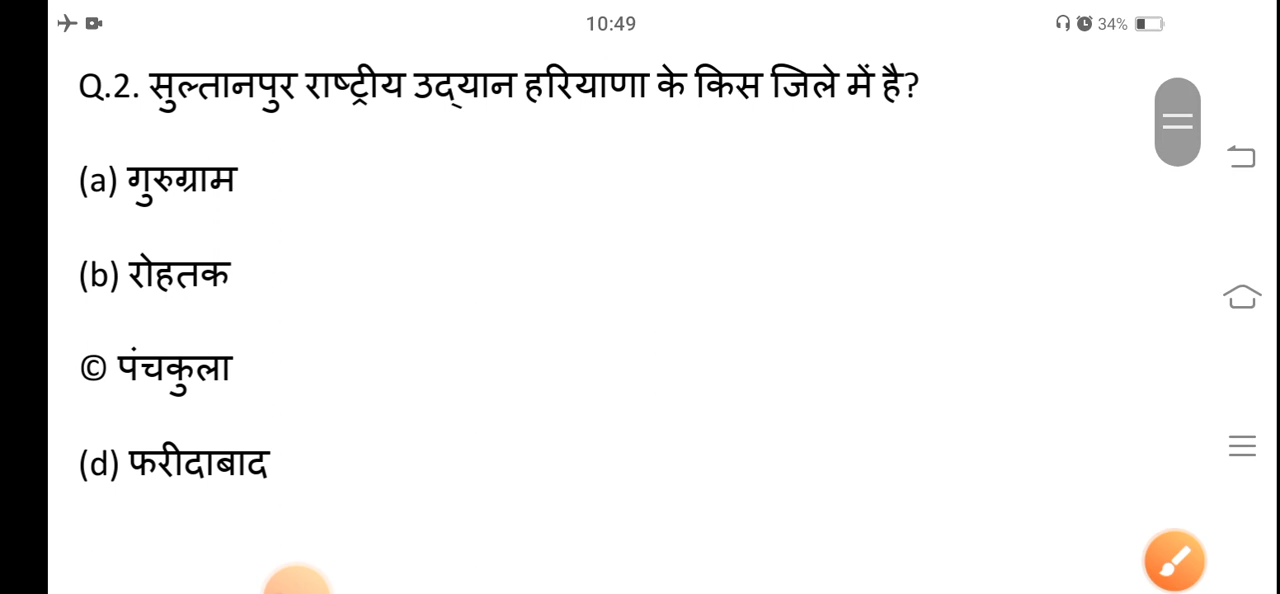 10:49
34%
Q.2. सुल्तानपुर राष्ट्रीय उद्यान हरियाणा के किस जिले में है?
(a) गुरुग्राम
(b) रोहतक
© पंचकुला
(d) फरीदाबाद